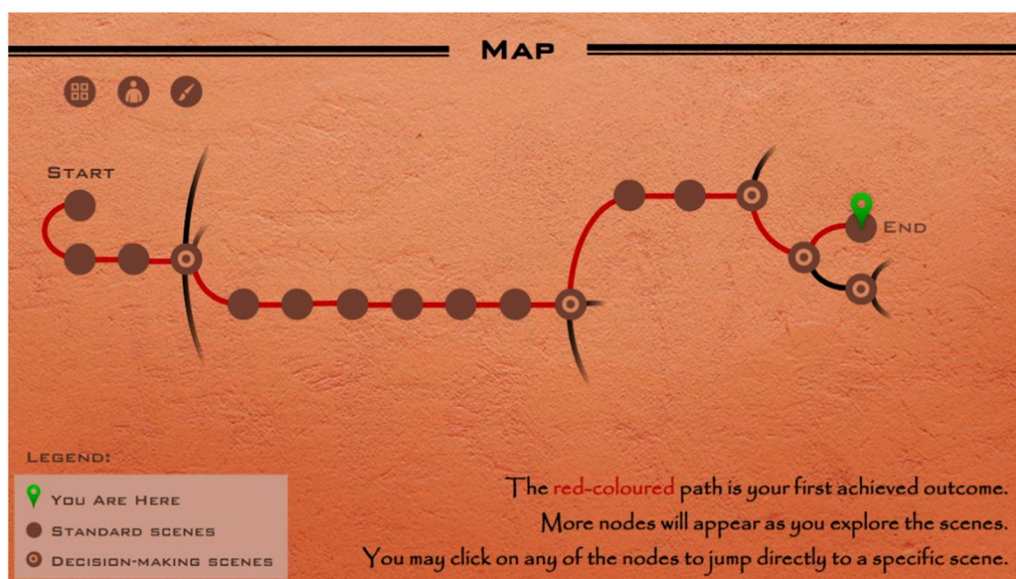 MAP
START
END
LEGEND:
YOU ARE HERE
STANDARD SCENES
DECISION-MAKING SCENES
The red-coloured path is your first achieved outcome.
More nodes will appear as you explore the scenes.
You may click on any of the nodes to jump directly to a specific scene.